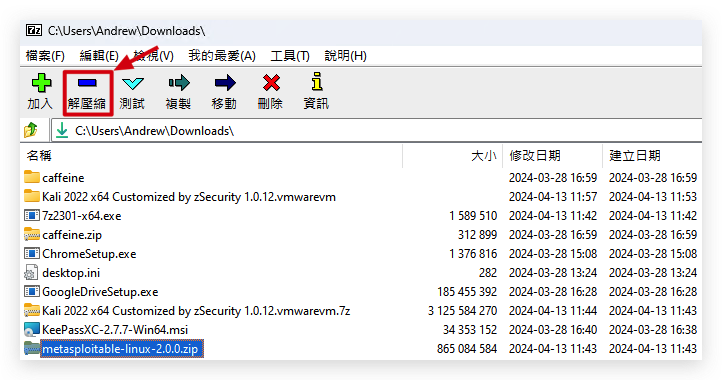 7z C:\Users\Andrew\Downloads\
檔案(F) 編輯(E) 檢視(V) 我的最愛(A) 工具(T) 說明(H)
加入 解壓縮 測試 複製 移動 刪除 資訊
C:\Users\Andrew\Downloads\
名稱 大小 修改日期 建立日期
caffeine 2024-03-28 16:59 2024-03-28 16:59
Kali 2022 x64 Customized by zSecurity 1.0.12.vmwarevm 2024-04-13 11:57 2024-04-13 11:53
7z2301-x64.exe 1 589 510 2024-04-13 11:42 2024-04-13 11:42
caffeine.zip 312 899 2024-03-28 16:59 2024-03-28 16:59
ChromeSetup.exe 1 376 816 2024-03-28 15:08 2024-03-28 15:08
desktop.ini 282 2024-03-28 13:24 2024-03-28 13:24
GoogleDriveSetup.exe 185 455 392 2024-03-28 16:28 2024-03-28 16:28
Kali 2022 x64 Customized by zSecurity 1.0.12.vmwarevm.7z 3 125 584 270 2024-04-13 11:44 2024-04-13 11:43
KeePassXC-2.7.7-Win64.msi 34 353 152 2024-03-28 16:40 2024-03-28 16:38
metasploitable-linux-2.0.0.zip 865 084 584 2024-04-13 11:43 2024-04-13 11:43